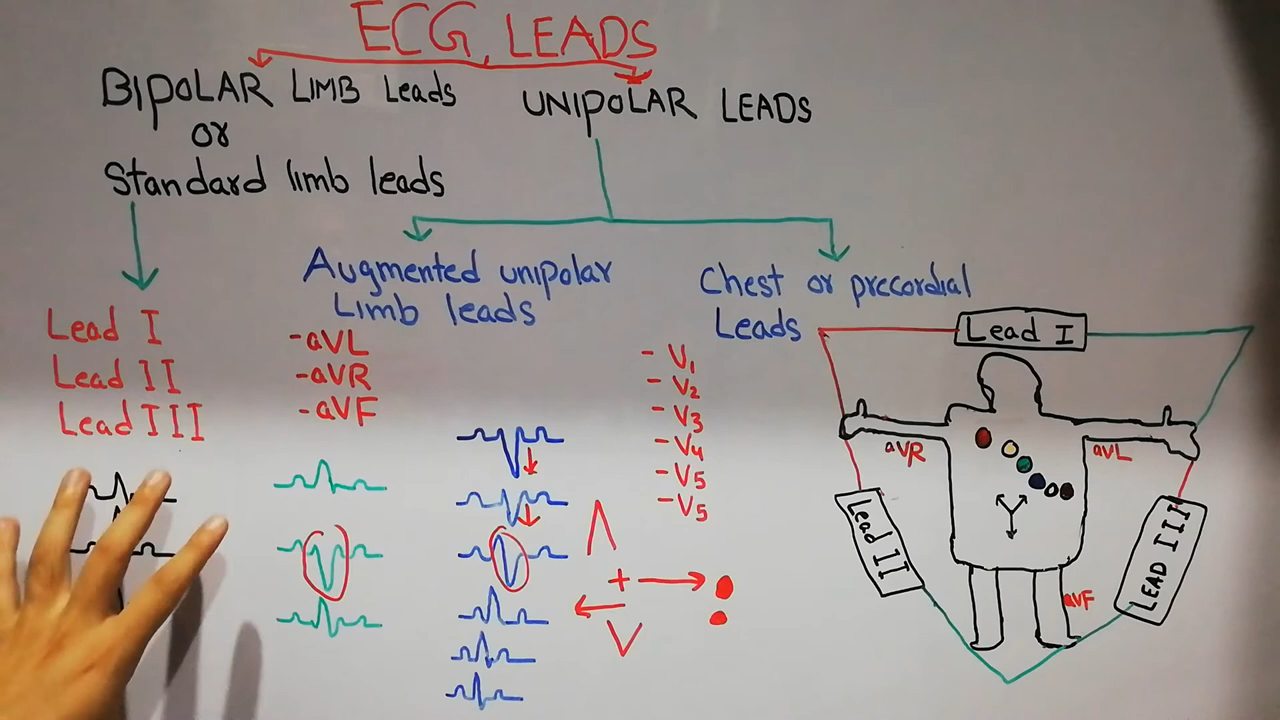 ECG LEADS
BIPOLAR LIMB Leads
or
Standard limb leads
UNIPOLAR LEADS
Augmented unipolar
Limb leads
Chest or precordial
Leads
Lead I
Lead II
Lead III
-aVL
-aVR
-aVF
- V1
- V2
- V3
- V4
- V5
- V5
+
Lead I
aVR
aVL
Lead II
LEAD III
aVF